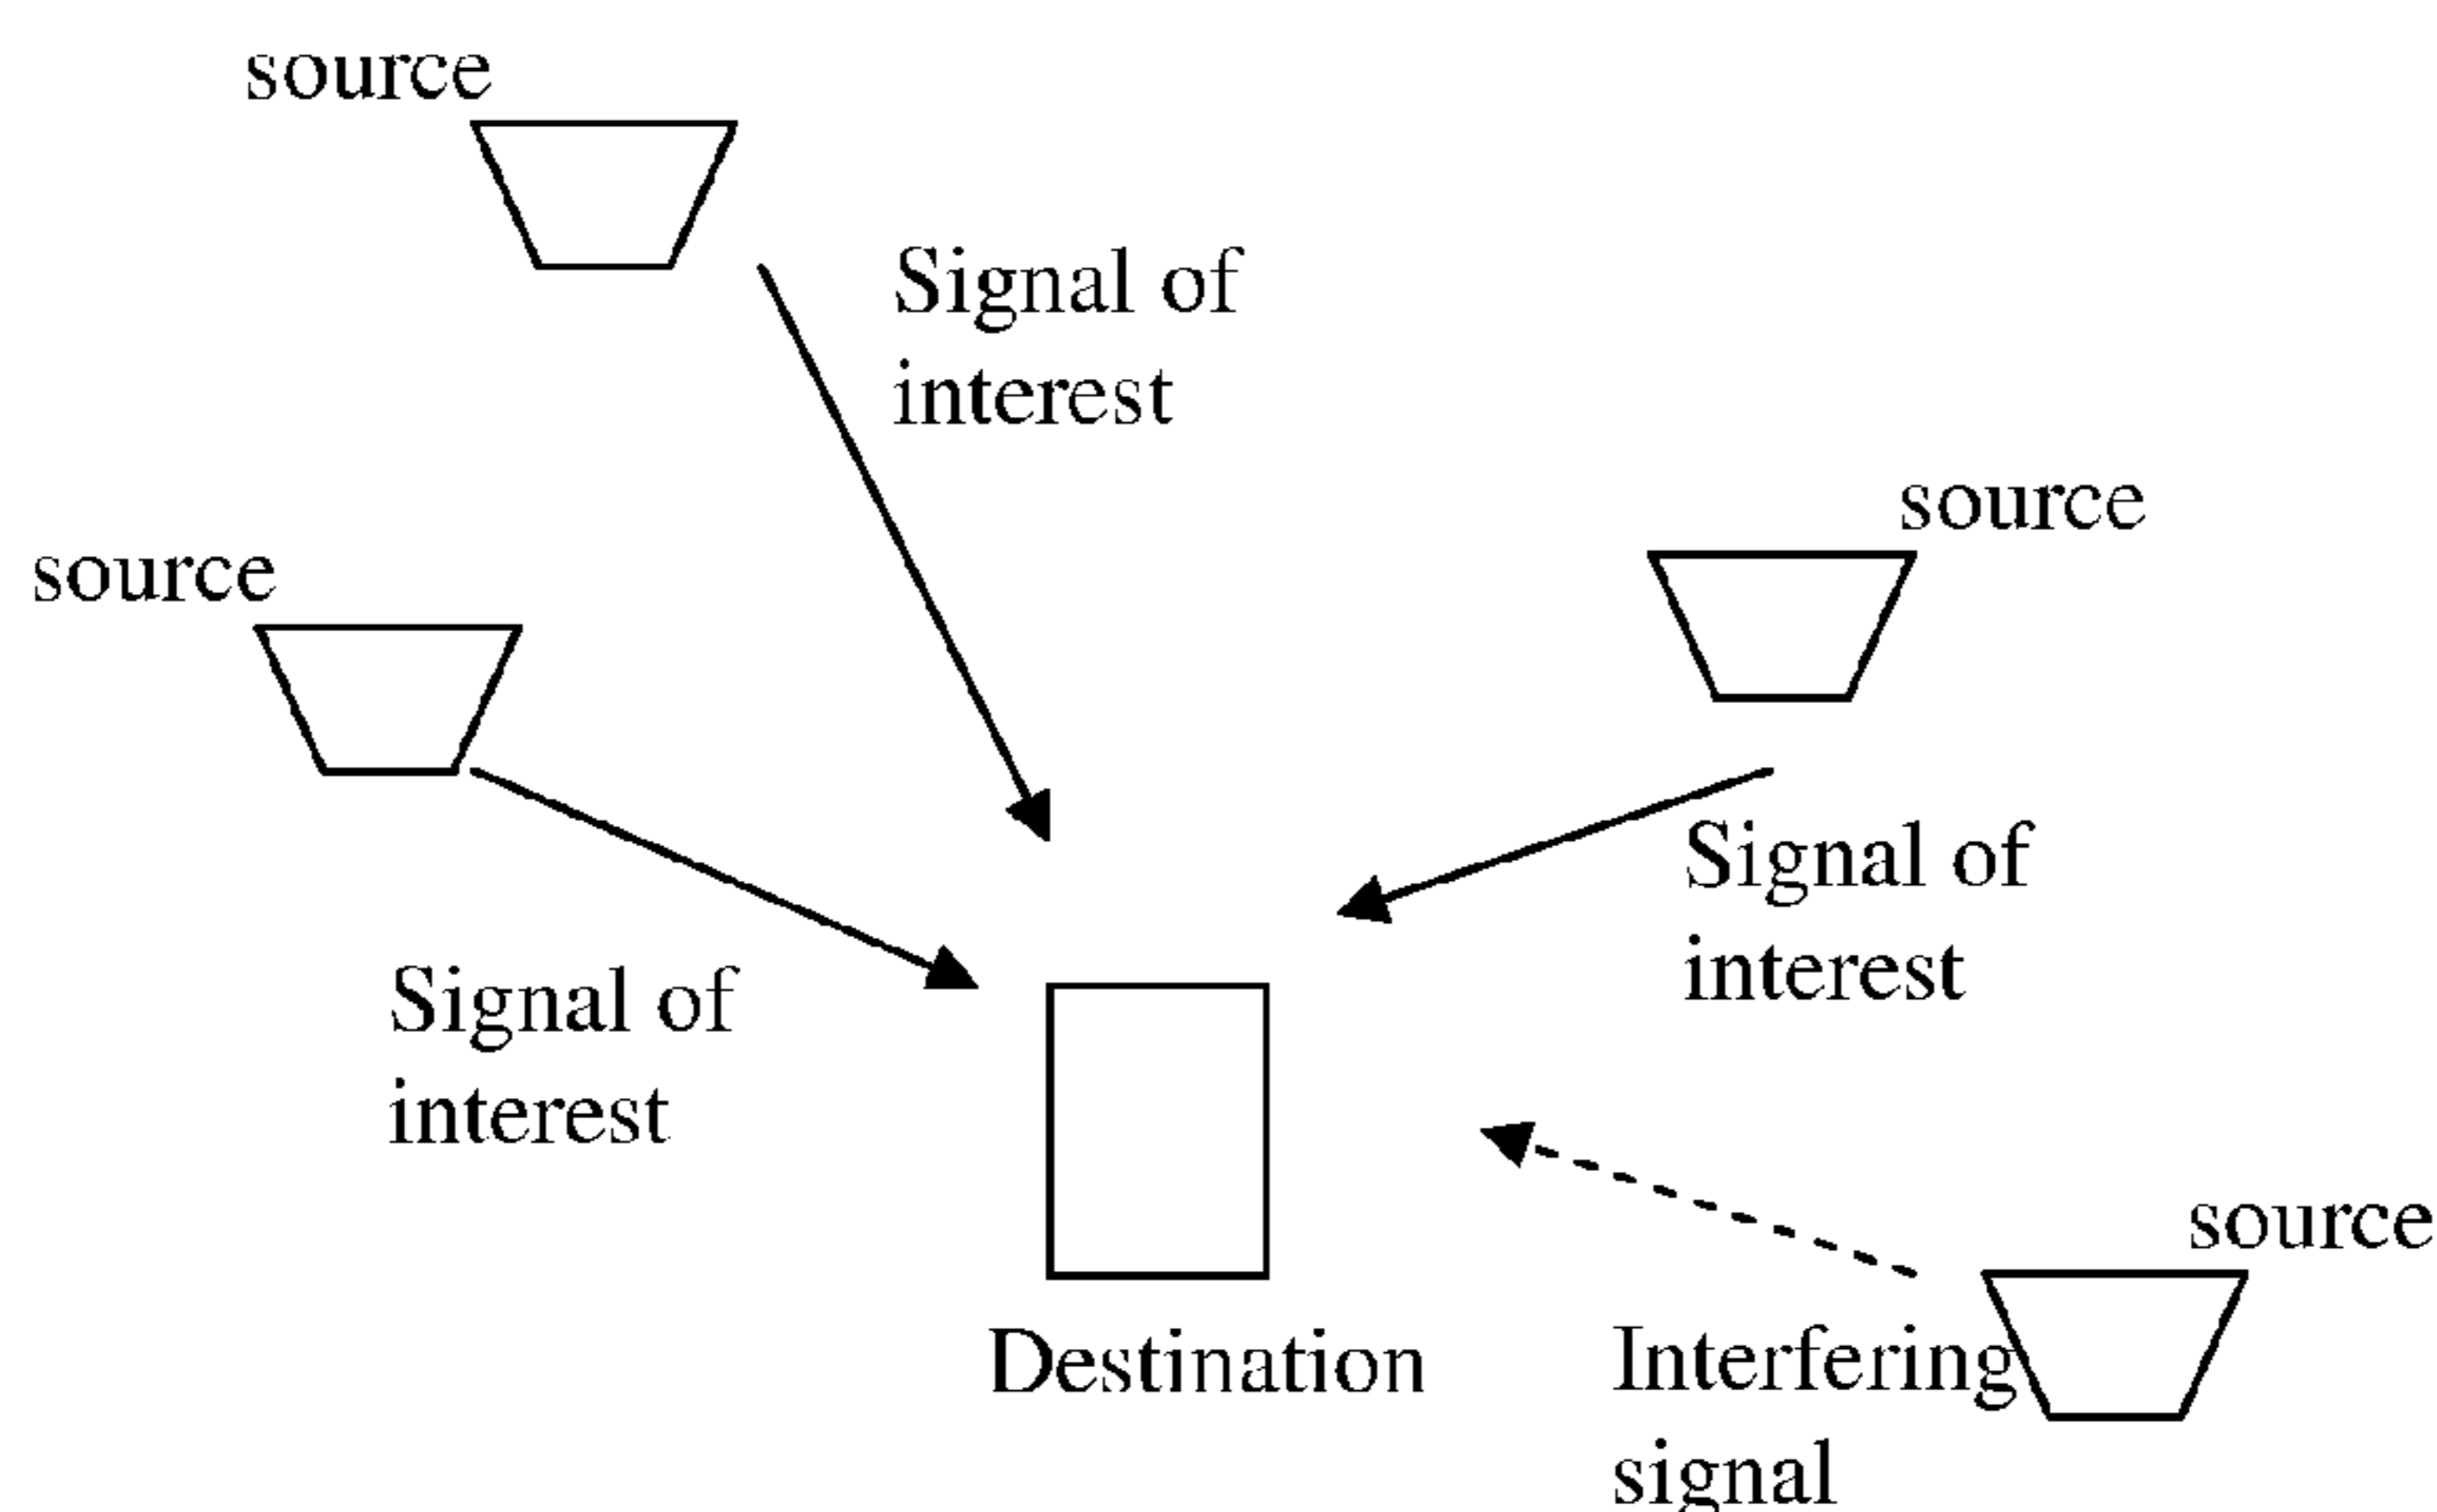 source
Signal of
interest
source
source
Signal of
interest
Signal of
interest
source
Destination
Interfering
signal